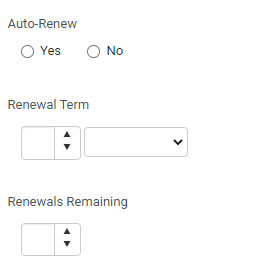 Auto-Renew
Yes No
Renewal Term
Renewals Remaining